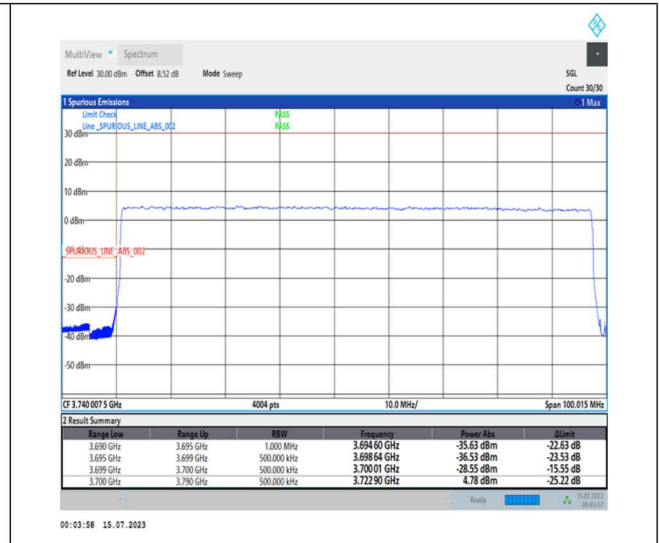 MultiView Spectrum
Ref Level 30.00 dBm Offset 8.52 dB Mode Sweep SGL
Count 30/30
1 Spurious Emissions 1 Max
Limit Check PASS
Line _SPURIOUS_LINE_ABS_002 PASS
30 dBm
20 dBm
10 dBm
0 dBm
_SPURIOUS_LINE_ABS_002
-20 dBm
-30 dBm
-40 dBm
-50 dBm
CF 3.740 007 5 GHz 4004 pts 10.0 MHz/ Span 100.015 MHz
2 Result Summary
Range Low Range Up RBW Frequency Power Abs ΔLimit
3.690 GHz 3.695 GHz 1.000 MHz 3.694 60 GHz -35.63 dBm -22.63 dB
3.695 GHz 3.699 GHz 500.000 kHz 3.698 64 GHz -36.53 dBm -23.53 dB
3.699 GHz 3.700 GHz 500.000 kHz 3.700 01 GHz -28.55 dBm -15.55 dB
3.700 GHz 3.790 GHz 500.000 kHz 3.722 90 GHz 4.78 dBm -25.22 dB
Ready 15.07.2023
00:03:57
00:03:58 15.07.2023